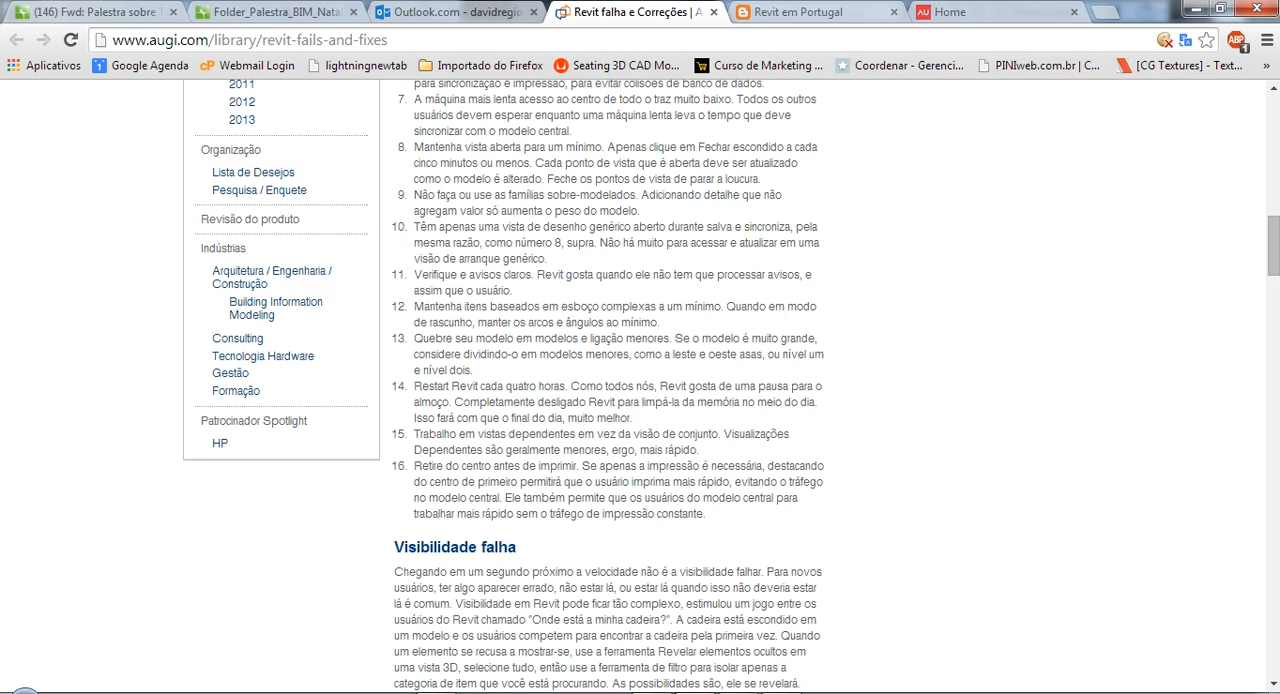 (146) Fwd: Palestra sobre T
Folder_Palestra_BIM_Nata
Outlook.com - davidregio
Revit falha e Correções | A
Revit em Portugal
Home
www.augi.com/library/revit-fails-and-fixes
Aplicativos
Google Agenda
Webmail Login
lightningnewtab
Importado do Firefox
Seating 3D CAD Mo...
Curso de Marketing ...
Coordenar - Gerenci...
PINIweb.com.br | C...
[CG Textures] - Text...
»
2011
2012
2013
Organização
Lista de Desejos
Pesquisa / Enquete
Revisão do produto
Indústrias
Arquitetura / Engenharia /
Construção
Building Information
Modeling
Consulting
Tecnologia Hardware
Gestão
Formação
Patrocinador Spotlight
HP
para sincronização e impressão, para evitar colisões de banco de dados.
7. A máquina mais lenta acesso ao centro de todo o traz muito baixo. Todos os outros
usuários devem esperar enquanto uma máquina lenta leva o tempo que deve
sincronizar com o modelo central.
8. Mantenha vista aberta para um mínimo. Apenas clique em Fechar escondido a cada
cinco minutos ou menos. Cada ponto de vista que é aberta deve ser atualizado
como o modelo é alterado. Feche os pontos de vista de parar a loucura.
9. Não faça ou use as famílias sobre-modelados. Adicionando detalhe que não
agregam valor só aumenta o peso do modelo.
10. Têm apenas uma vista de desenho genérico aberto durante salva e sincroniza, pela
mesma razão, como número 8, supra. Não há muito para acessar e atualizar em uma
visão de arranque genérico.
11. Verifique e avisos claros. Revit gosta quando ele não tem que processar avisos, e
assim que o usuário.
12. Mantenha itens baseados em esboço complexas a um mínimo. Quando em modo
de rascunho, manter os arcos e ângulos ao mínimo.
13. Quebre seu modelo em modelos e ligação menores. Se o modelo é muito grande,
considere dividindo-o em modelos menores, como a leste e oeste asas, ou nível um
e nível dois.
14. Restart Revit cada quatro horas. Como todos nós, Revit gosta de uma pausa para o
almoço. Completamente desligado Revit para limpá-la da memória no meio do dia.
Isso fará com que o final do dia, muito melhor.
15. Trabalho em vistas dependentes em vez da visão de conjunto. Visualizações
Dependentes são geralmente menores, ergo, mais rápido.
16. Retire do centro antes de imprimir. Se apenas a impressão é necessária, destacando
do centro de primeiro permitirá que o usuário imprima mais rápido, evitando o tráfego
no modelo central. Ele também permite que os usuários do modelo central para
trabalhar mais rápido sem o tráfego de impressão constante.
Visibilidade falha
Chegando em um segundo próximo a velocidade não é a visibilidade falhar. Para novos
usuários, ter algo aparecer errado, não estar lá, ou estar lá quando isso não deveria estar
lá é comum. Visibilidade em Revit pode ficar tão complexo, estimulou um jogo entre os
usuários do Revit chamado "Onde está a minha cadeira?". A cadeira está escondido em
um modelo e os usuários competem para encontrar a cadeira pela primeira vez. Quando
um elemento se recusa a mostrar-se, use a ferramenta Revelar elementos ocultos em
uma vista 3D, selecione tudo, então use a ferramenta de filtro para isolar apenas a
categoria de item que você está procurando. As possibilidades são, ele se revelará.